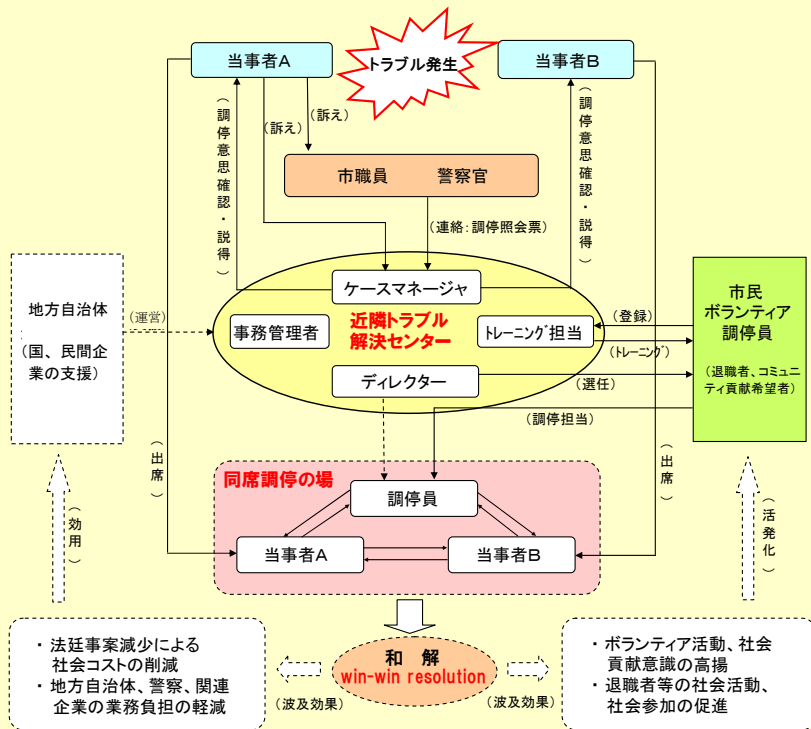 当事者A
トラブル発生
当事者B
（調停意思確認・説得）
（訴え）
（訴え）
（調停意思確認・説得）
市職員　　警察官
（連絡：調停照会票）
ケースマネージャ
地方自治体
（国、民間企
業の支援）
（運営）
事務管理者
近隣トラブル
解決センター
トレーニング担当
（登録）
（トレーニング）
市民
ボランティア
調停員
（退職者、コミュニ
ティ貢献希望者）
ディレクター
（選任）
（調停担当）
（出席）
（出席）
同席調停の場
調停員
当事者A
当事者B
（効用）
（活発化）
・ 法廷事案減少による
社会コストの削減
・ 地方自治体、警察、関連
企業の業務負担の軽減
和　解
win-win resolution
（波及効果）
（波及効果）
・ ボランティア活動、社会
貢献意識の高揚
・ 退職者等の社会活動、
社会参加の促進